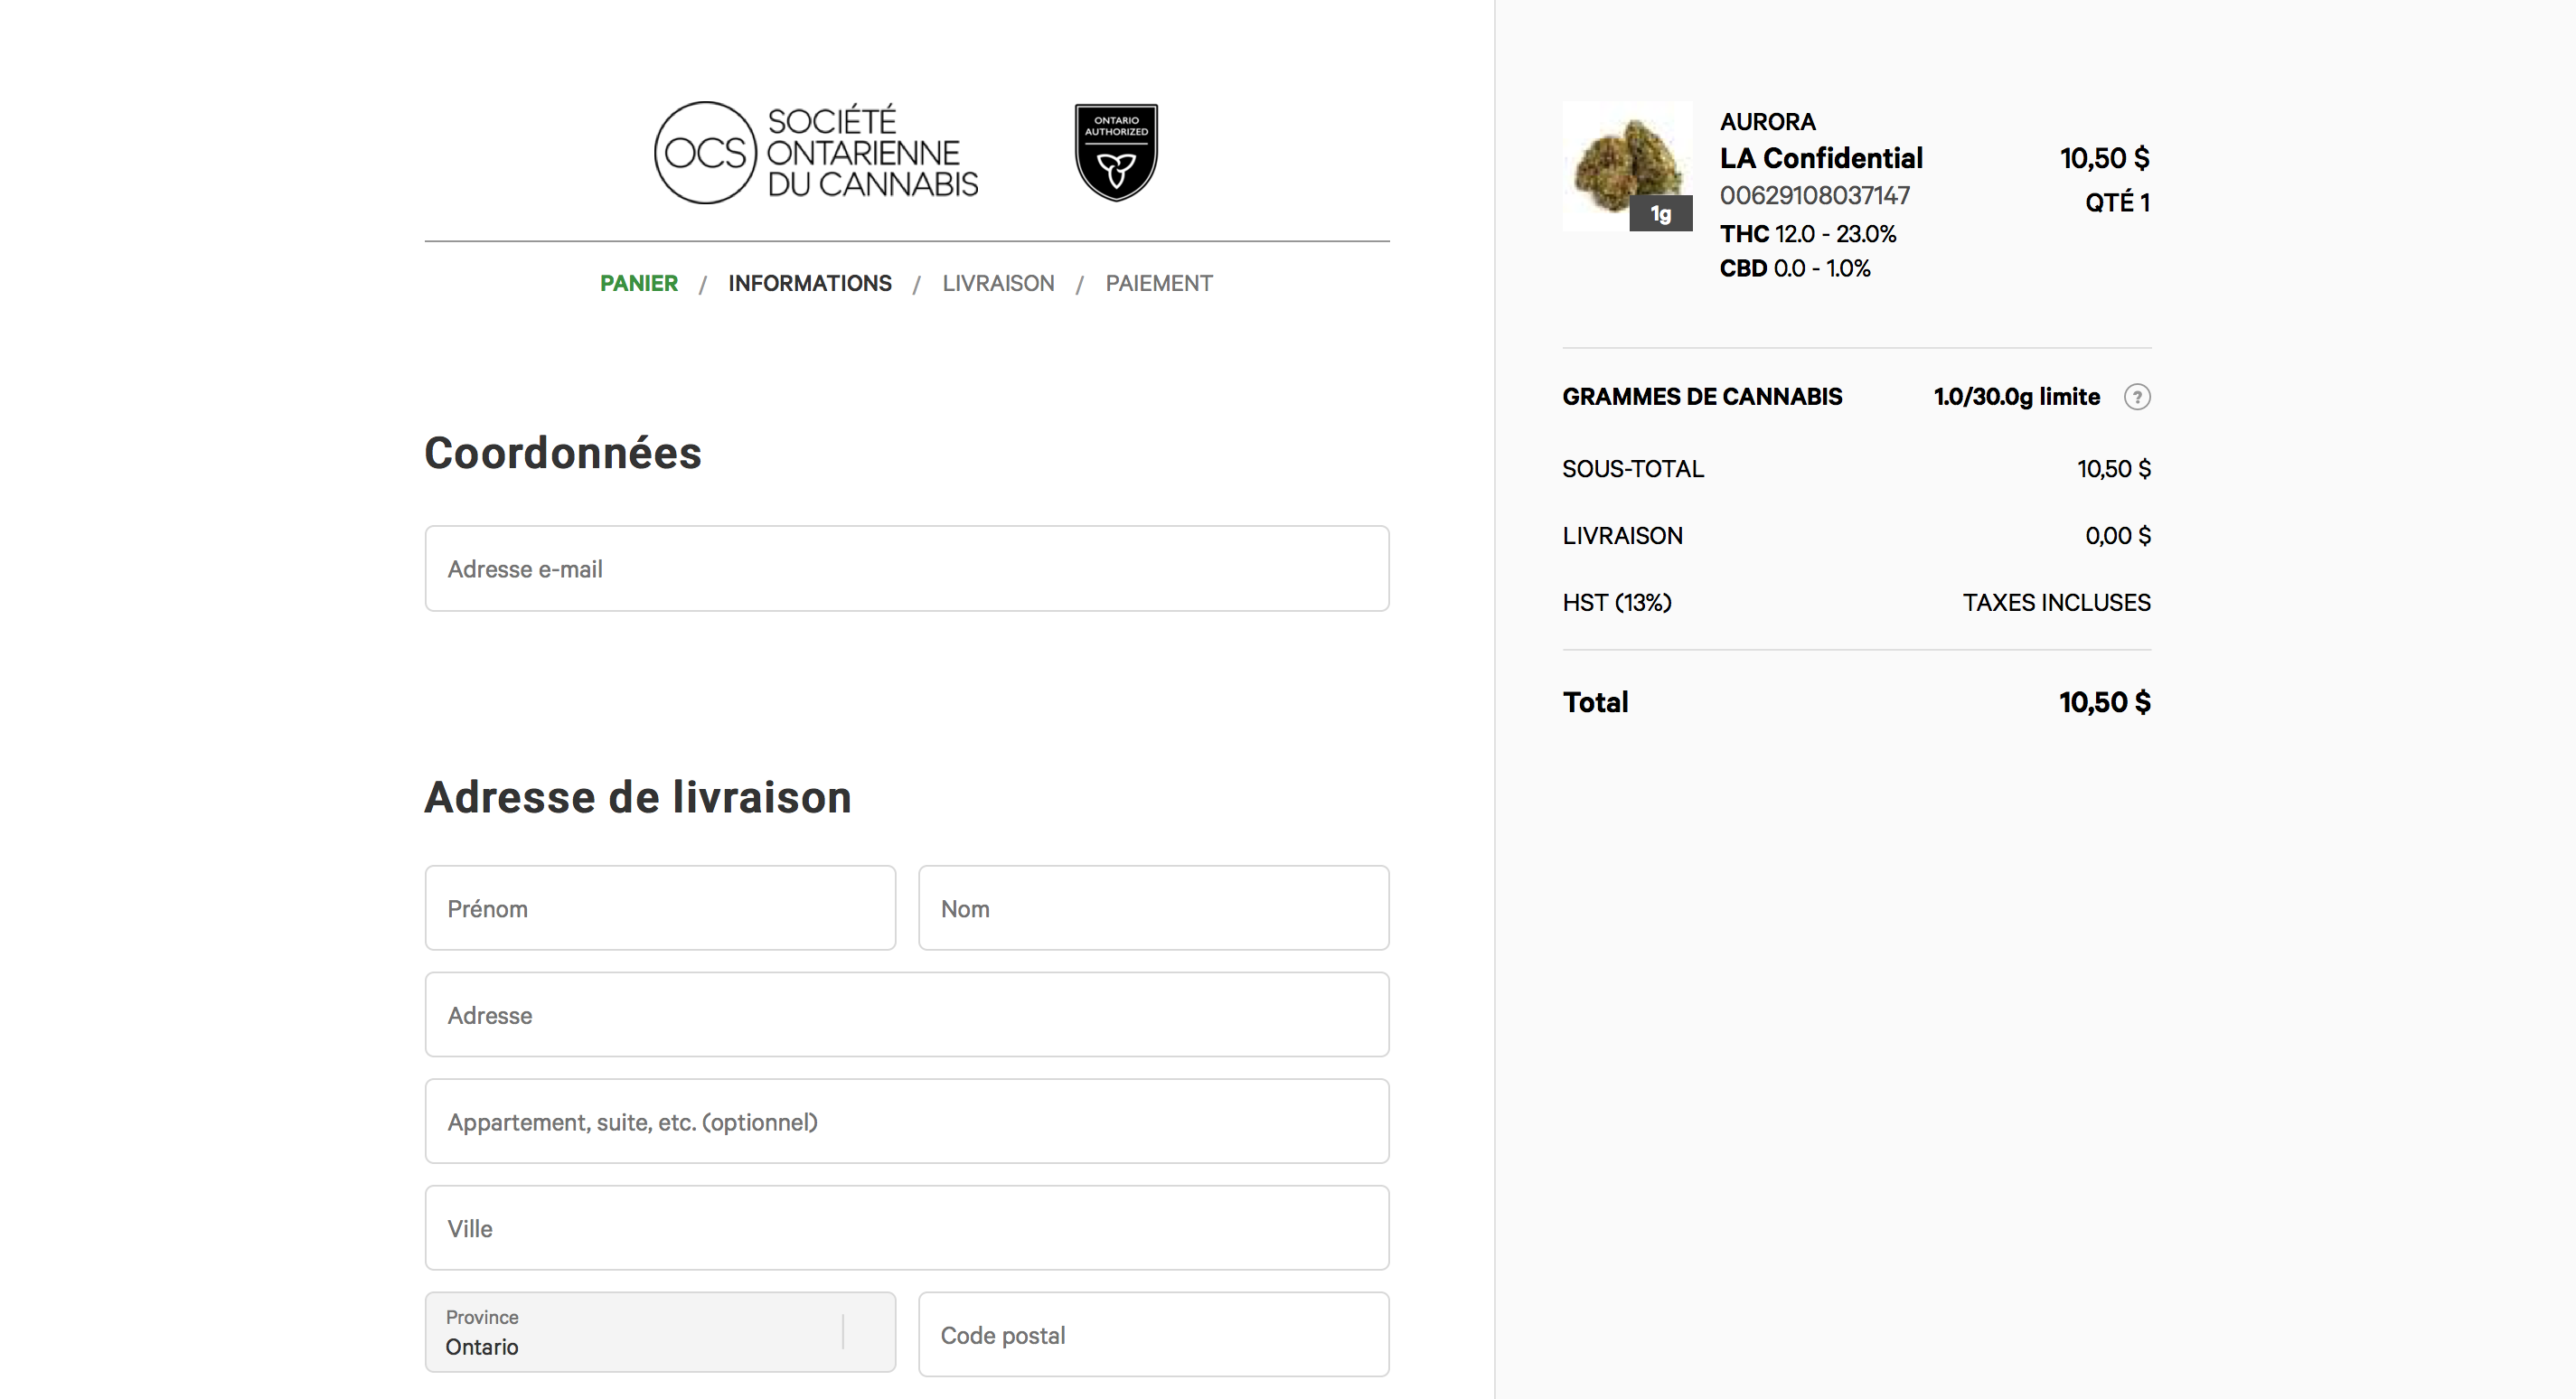 OCS
SOCIÉTÉ
ONTARIENNE
DU CANNABIS
ONTARIO
AUTHORIZED
PANIER / INFORMATIONS / LIVRAISON / PAIEMENT
Coordonnées
Adresse e-mail
Adresse de livraison
Prénom
Nom
Adresse
Appartement, suite, etc. (optionnel)
Ville
Province
Ontario
Code postal
1g
AURORA
LA Confidential 10,50 $
00629108037147 QTÉ 1
THC 12.0 - 23.0%
CBD 0.0 - 1.0%
GRAMMES DE CANNABIS 1.0/30.0g limite ?
SOUS-TOTAL 10,50 $
LIVRAISON 0,00 $
HST (13%) TAXES INCLUSES
Total 10,50 $